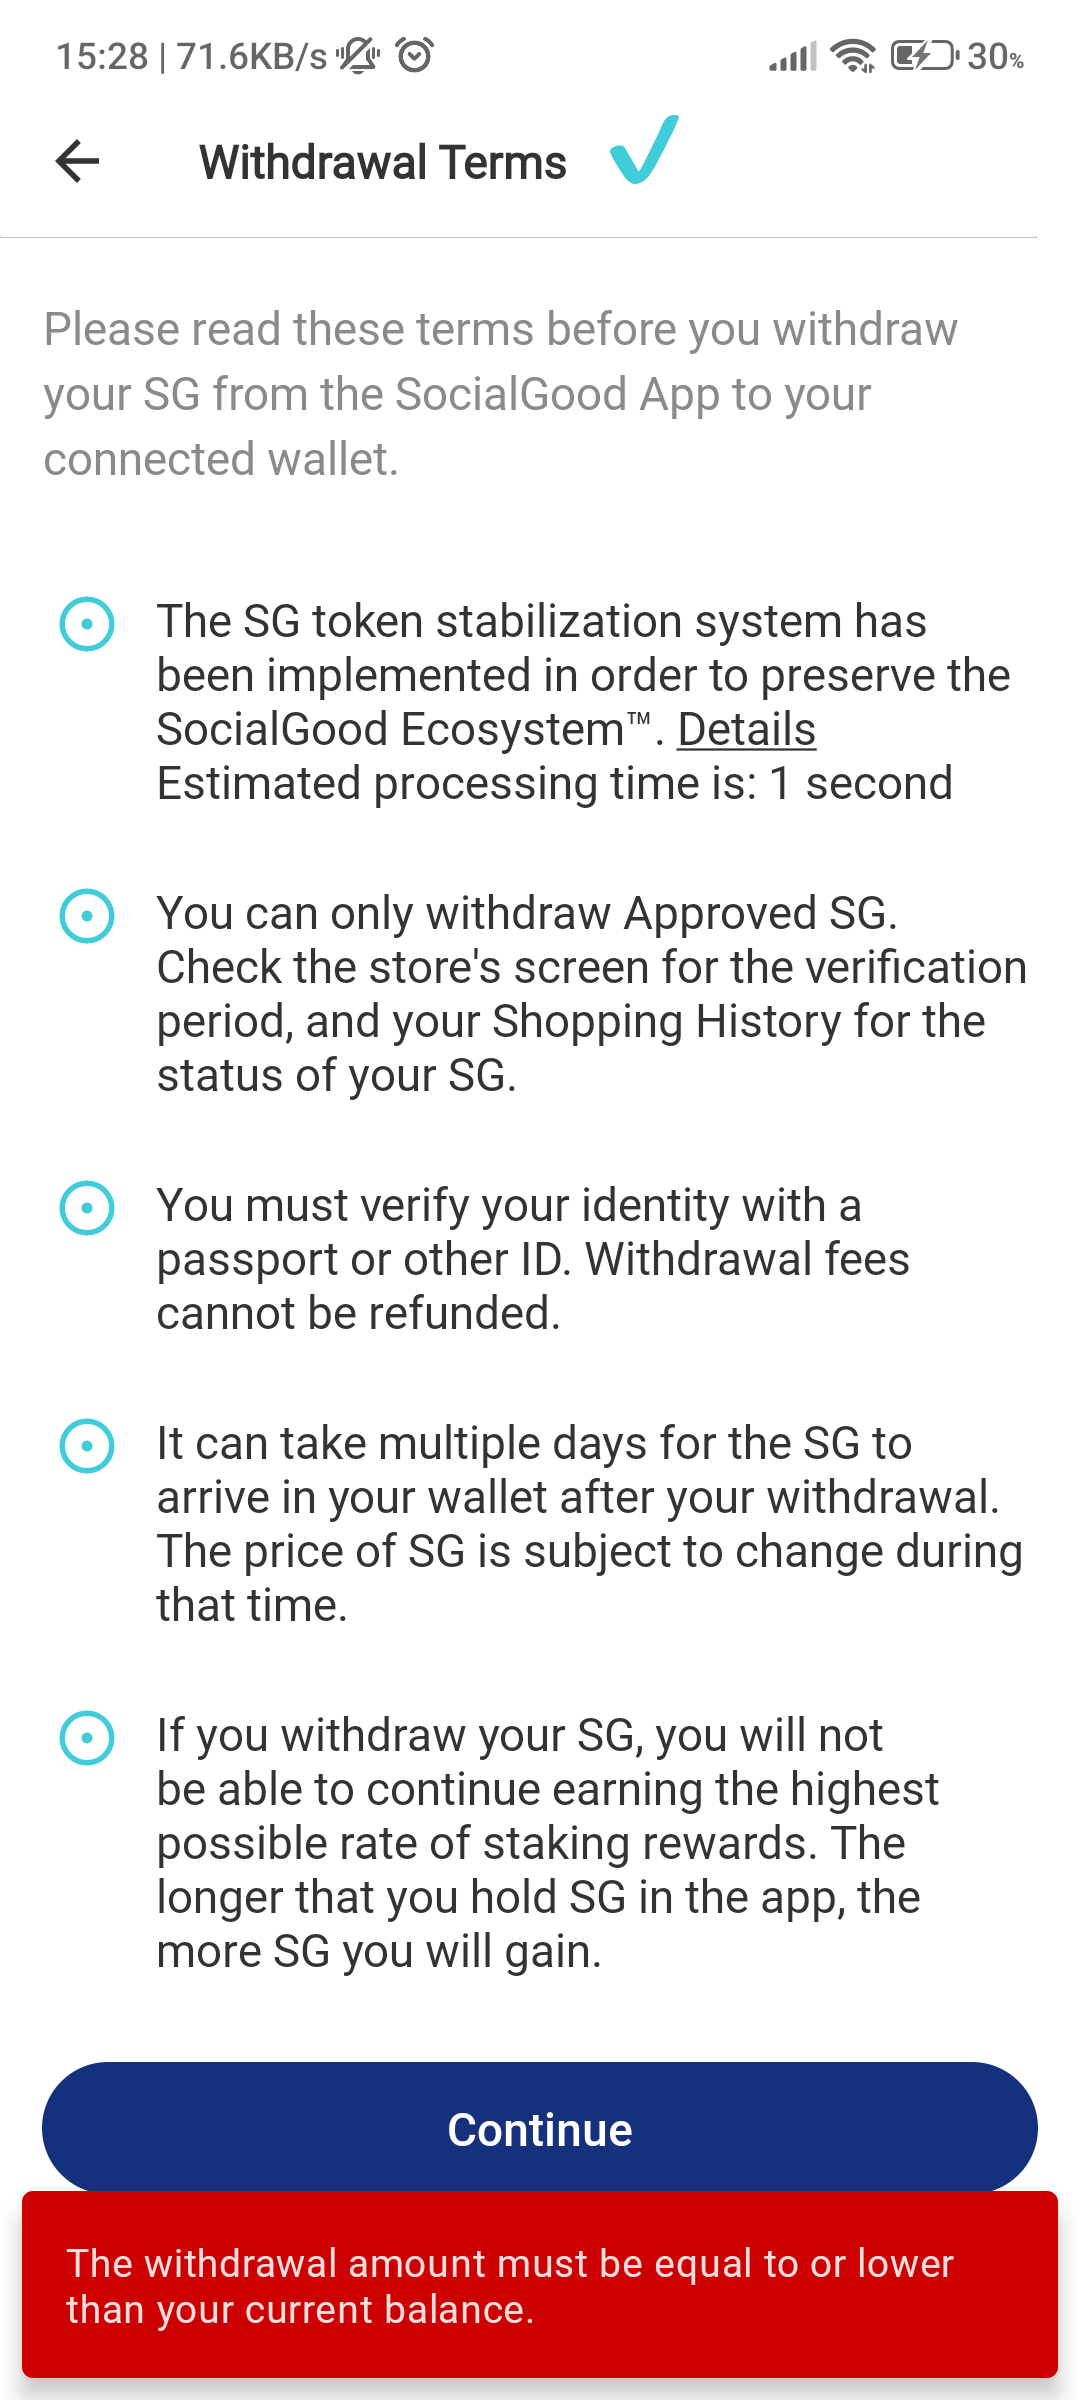 15:28 | 71.6KB/s 30%
Withdrawal Terms
Please read these terms before you withdraw
your SG from the SocialGood App to your
connected wallet.
The SG token stabilization system has
been implemented in order to preserve the
SocialGood Ecosystem™. Details
Estimated processing time is: 1 second
You can only withdraw Approved SG.
Check the store's screen for the verification
period, and your Shopping History for the
status of your SG.
You must verify your identity with a
passport or other ID. Withdrawal fees
cannot be refunded.
It can take multiple days for the SG to
arrive in your wallet after your withdrawal.
The price of SG is subject to change during
that time.
If you withdraw your SG, you will not
be able to continue earning the highest
possible rate of staking rewards. The
longer that you hold SG in the app, the
more SG you will gain.
Continue
The withdrawal amount must be equal to or lower
than your current balance.